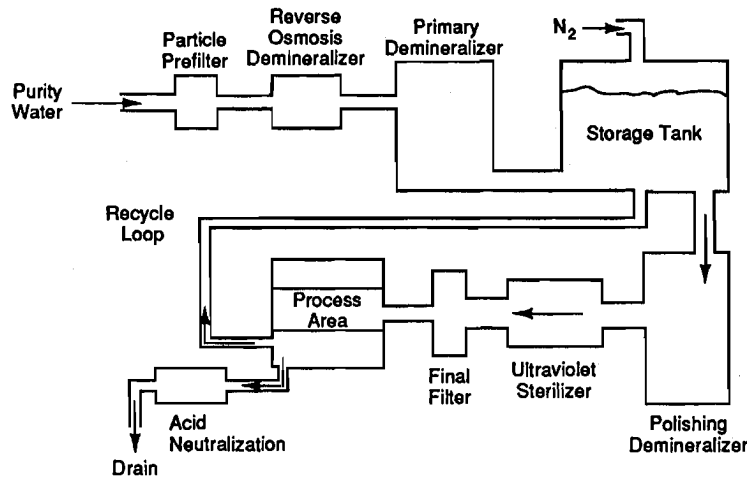 Particle
Prefilter
Reverse
Osmosis
Demineralizer
Primary
Demineralizer
N2
Purity
Water
Storage Tank
Recycle
Loop
Process
Area
Final
Filter
Ultraviolet
Sterilizer
Polishing
Demineralizer
Acid
Neutralization
Drain